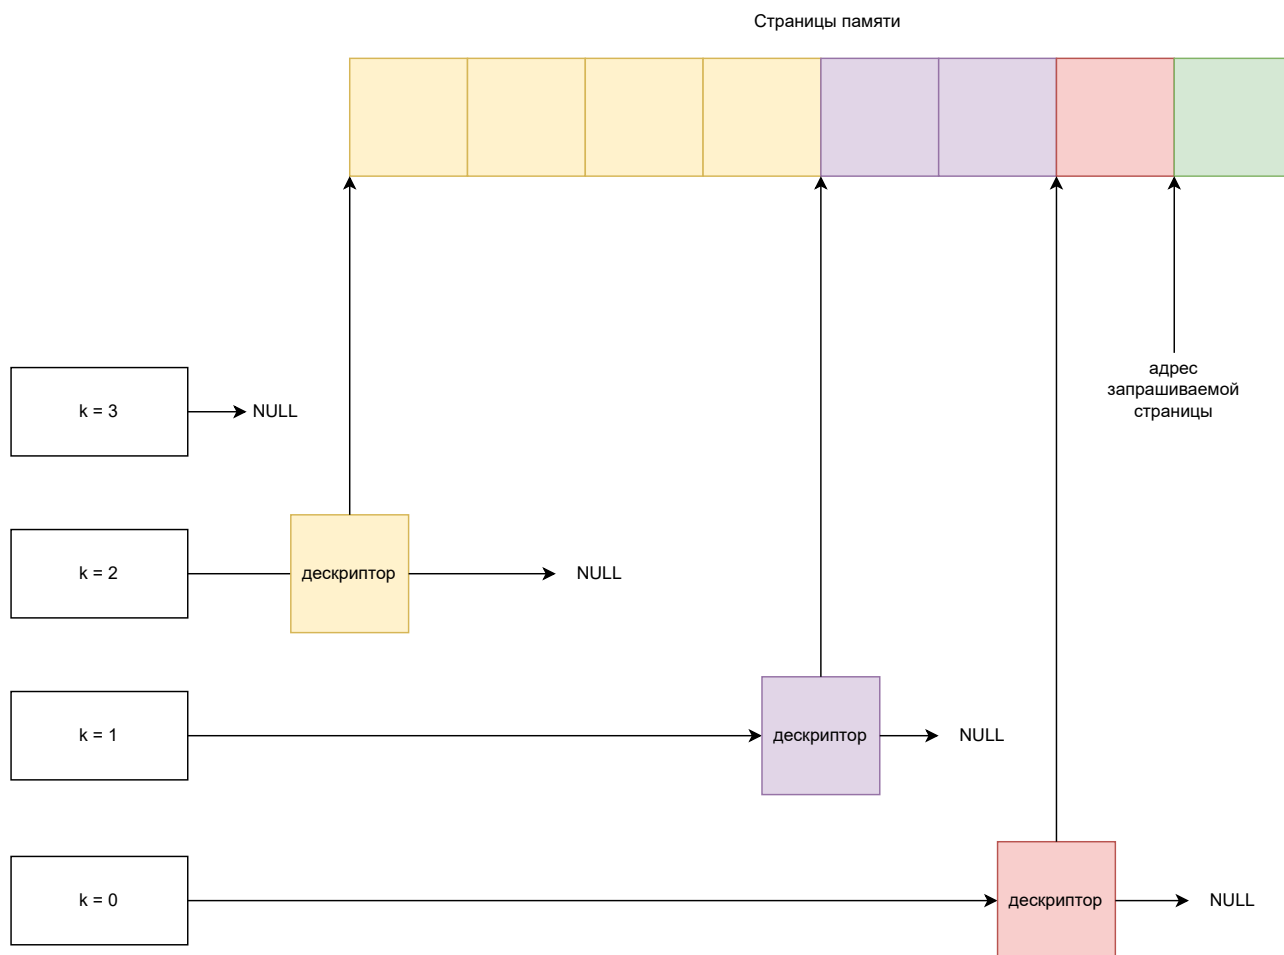 Страницы памяти
адрес
запрашиваемой
страницы
k = 3
NULL
k = 2
дескриптор
NULL
k = 1
дескриптор
NULL
k = 0
дескриптор
NULL